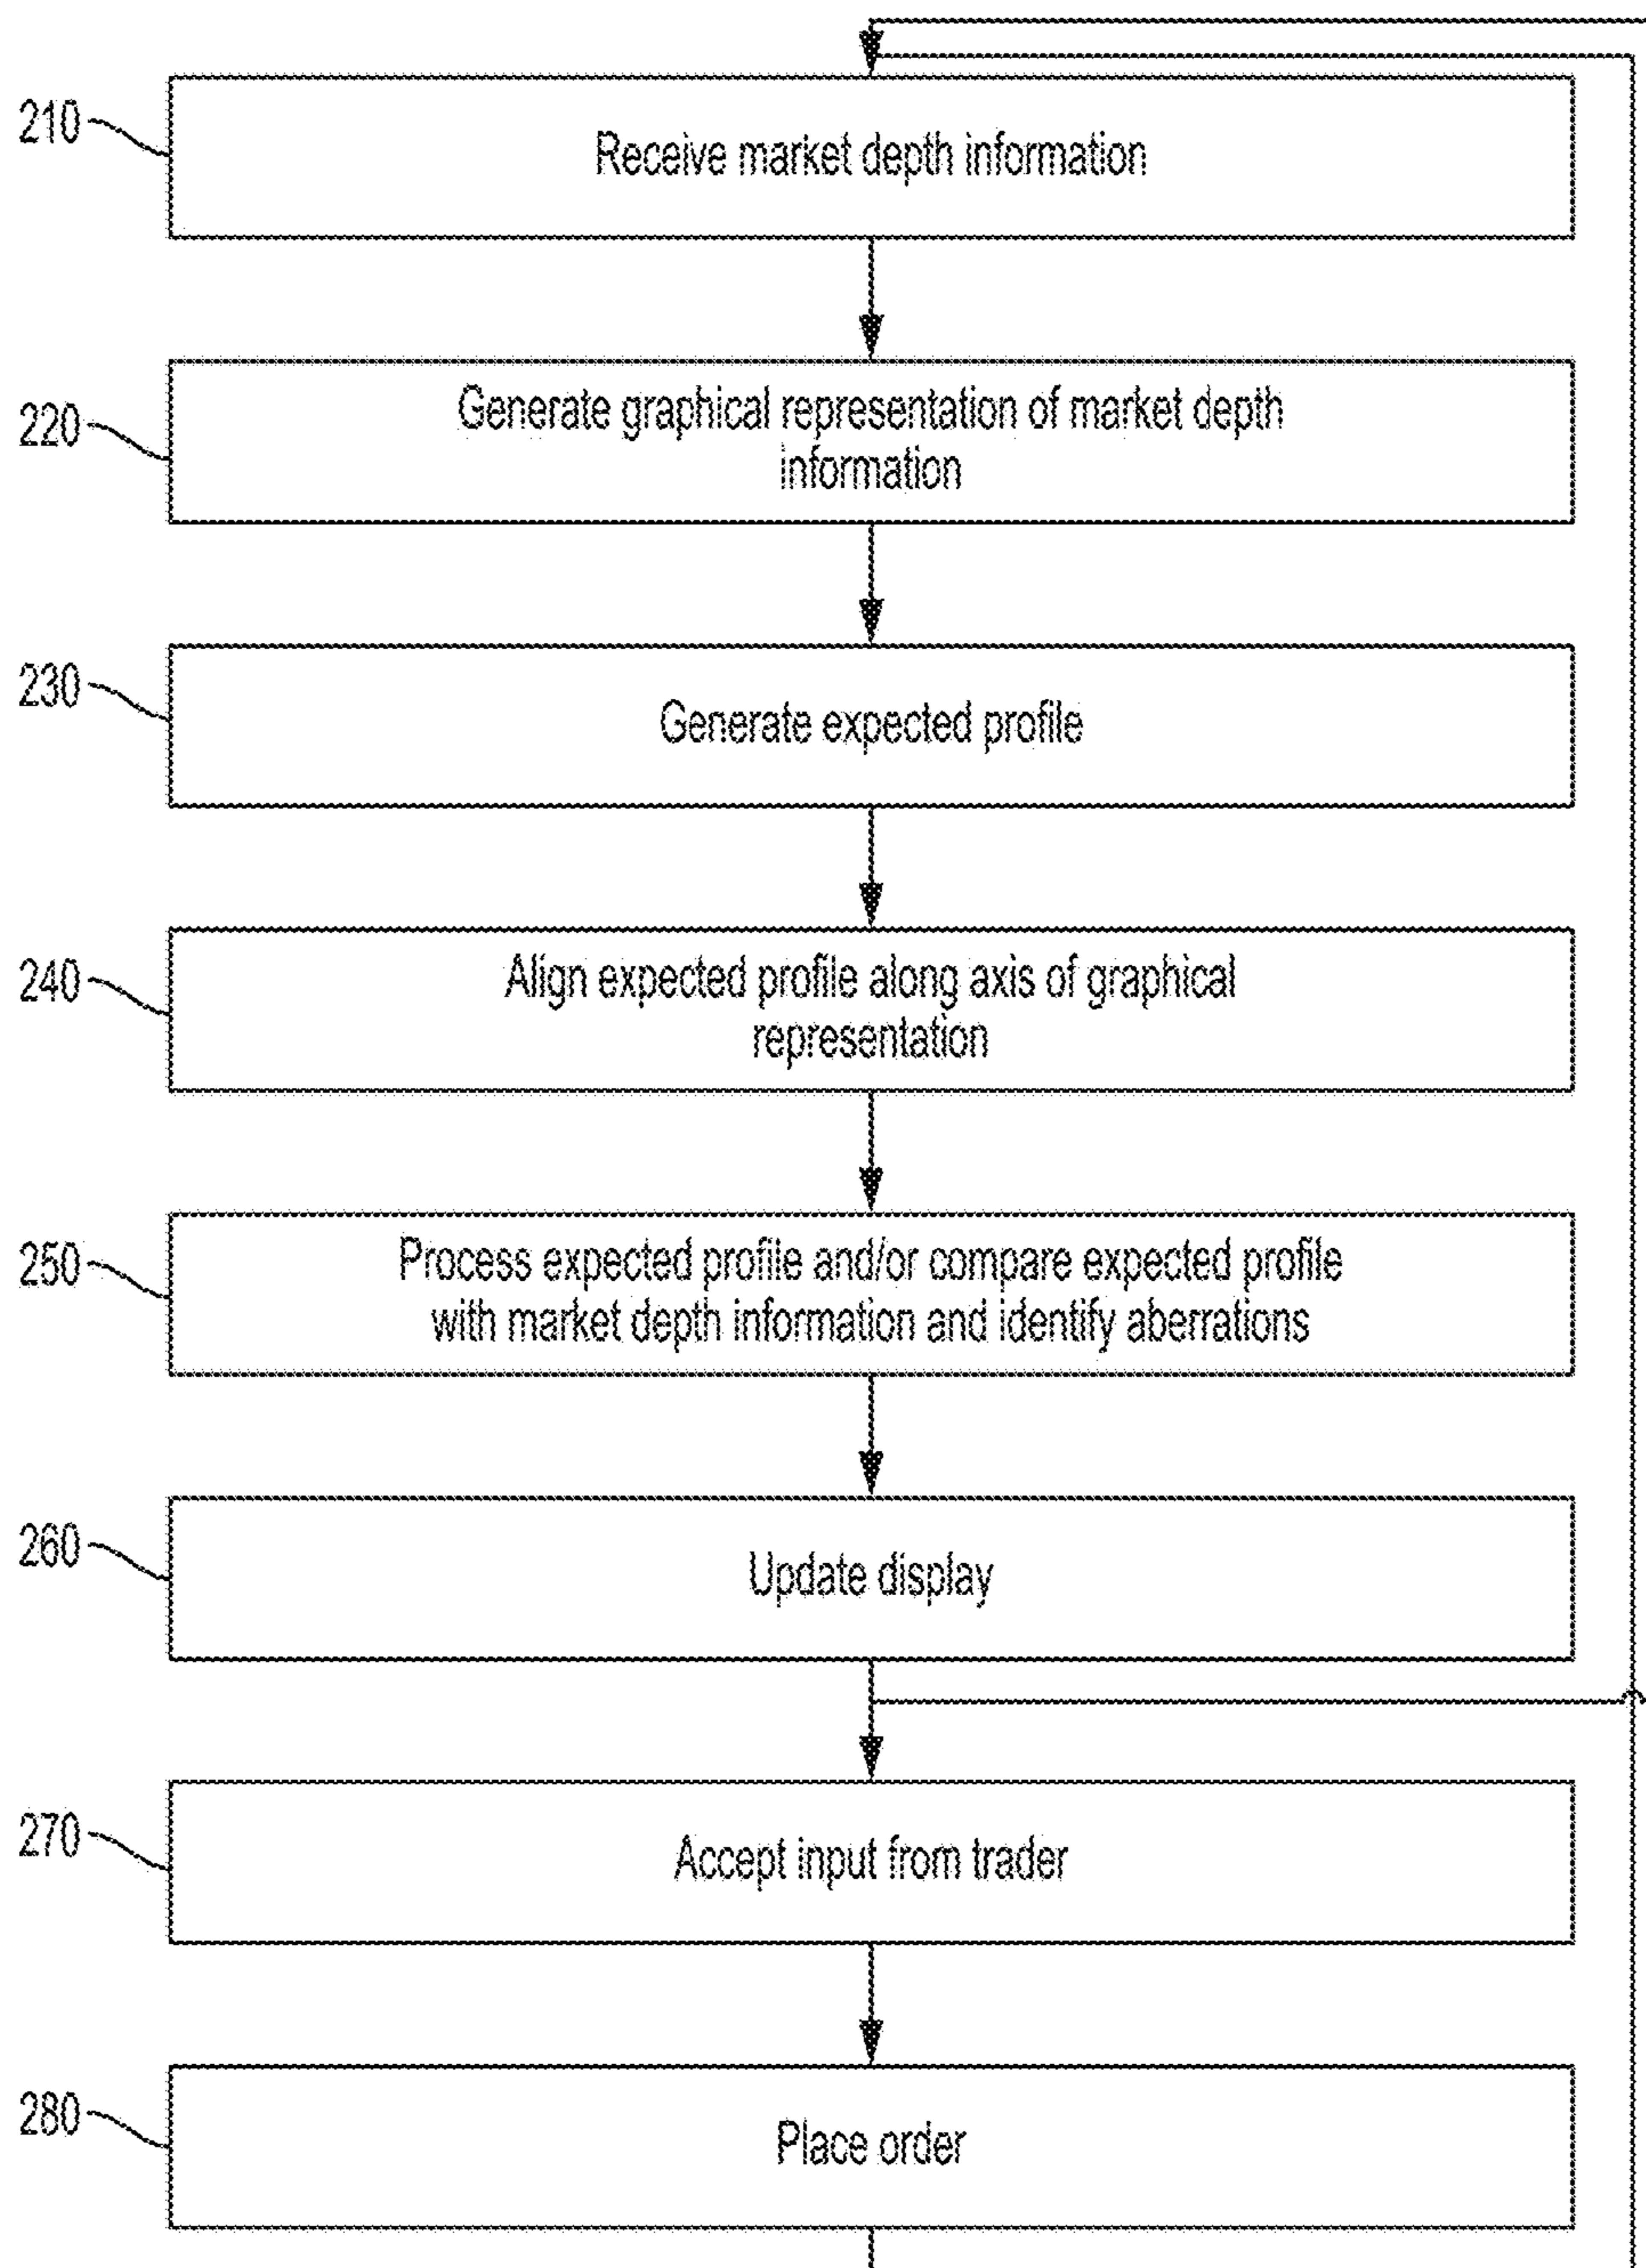 210
Receive market depth information
220
Generate graphical representation of market depth
information
230
Generate expected profile
240
Align expected profile along axis of graphical
representation
250
Process expected profile and/or compare expected profile
with market depth information and identify aberrations
260
Update display
270
Accept input from trader
280
Place order